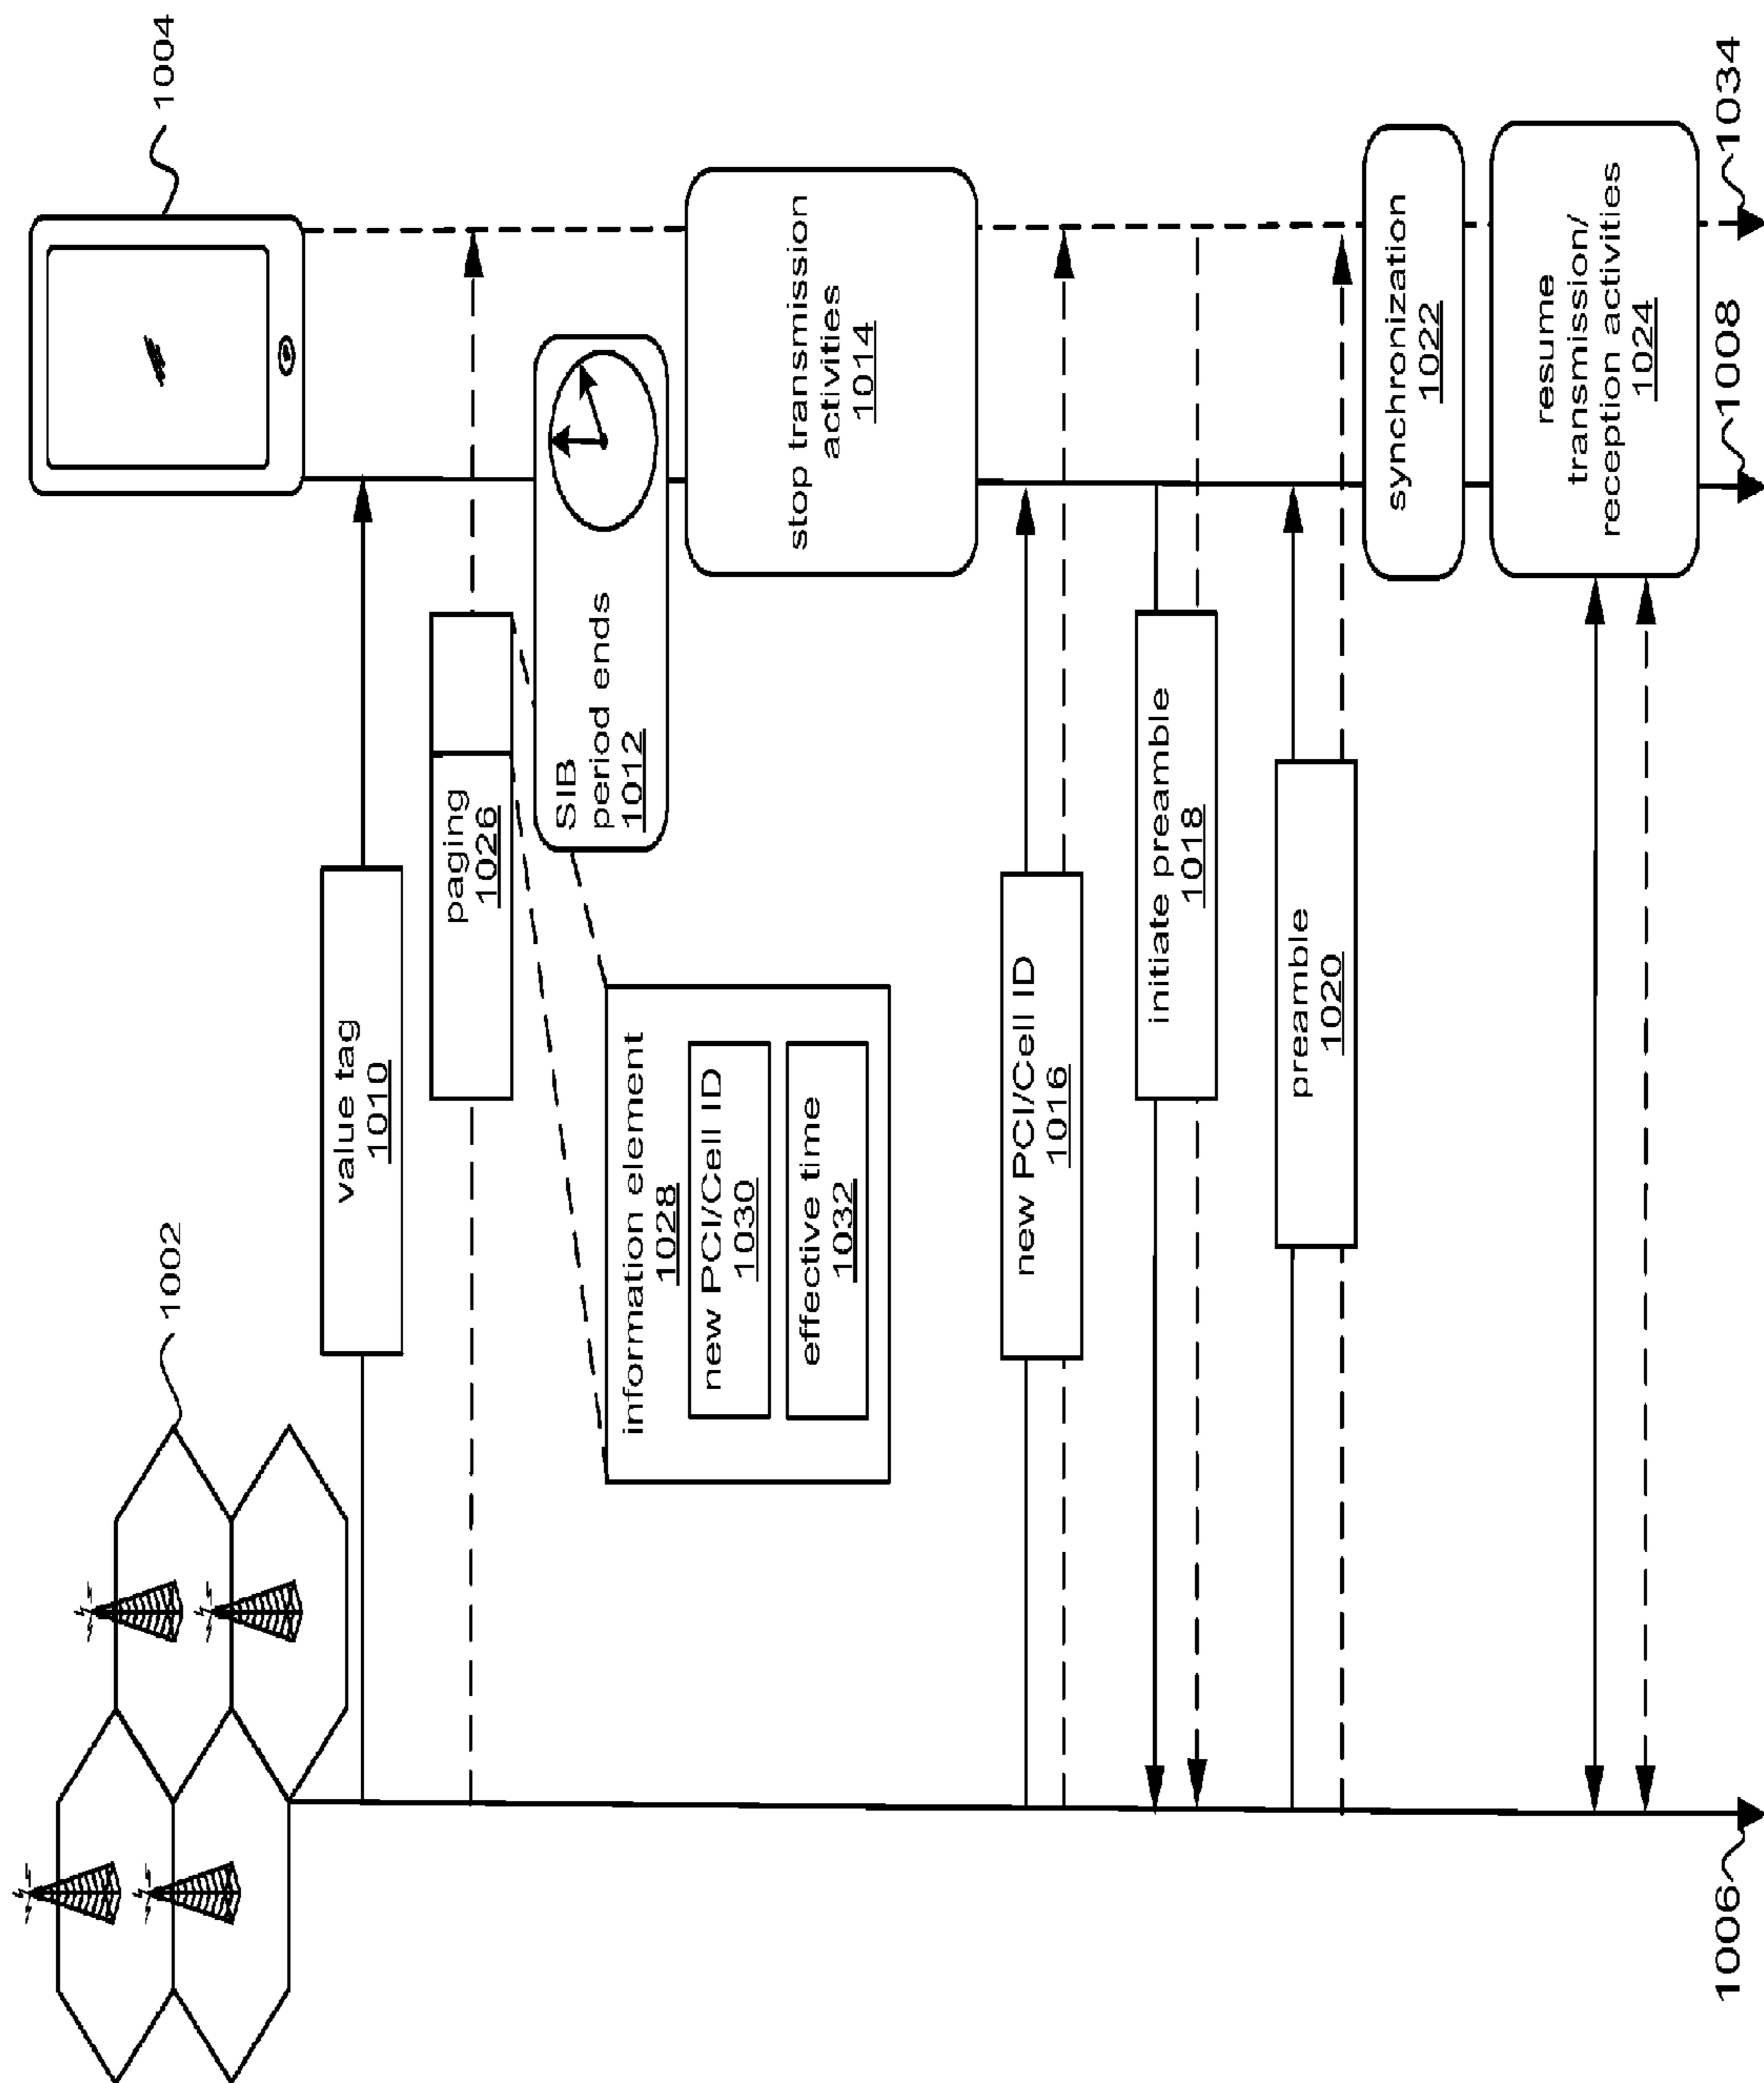 1002
1004
value tag
1010
paging
1026
SIB
period ends
1012
information element
1028
new PCI/Cell ID
1030
effective time
1032
stop transmission
activities
1014
new PCI/Cell ID
1016
initiate preamble
1018
preamble
1020
synchronization
1022
resume
transmission/
reception activities
1024
1006
1008
1034